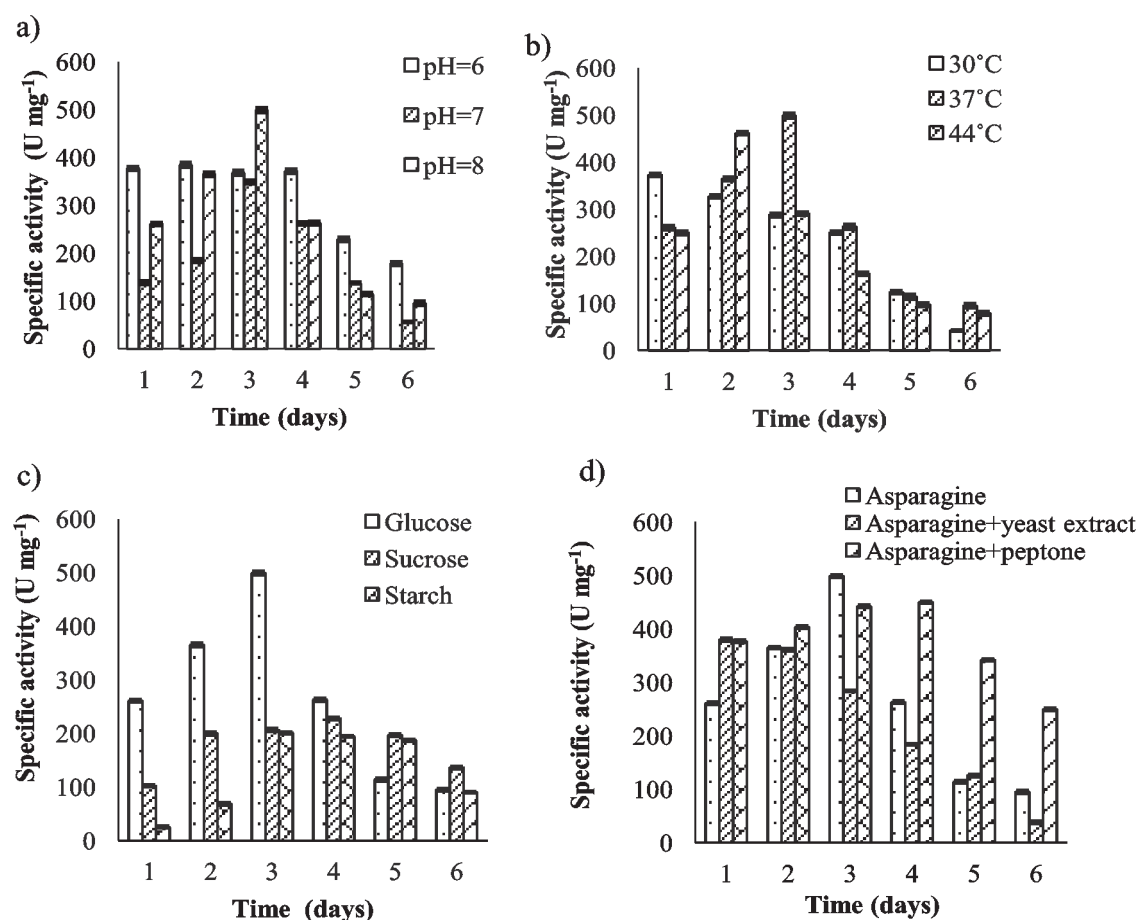 a)
600
500
400
300
200
100
0
Specific activity (U mg⁻¹)
pH=6
pH=7
pH=8
1 2 3 4 5 6
Time (days)
b)
600
500
400
300
200
100
0
Specific activity (U mg⁻¹)
30˚C
37˚C
44˚C
1 2 3 4 5 6
Time (days)
c)
600
500
400
300
200
100
0
Specific activity (U mg⁻¹)
Glucose
Sucrose
Starch
1 2 3 4 5 6
Time (days)
d)
600
500
400
300
200
100
0
Specific activity (U mg⁻¹)
Asparagine
Asparagine+yeast extract
Asparagine+peptone
1 2 3 4 5 6
Time (days)